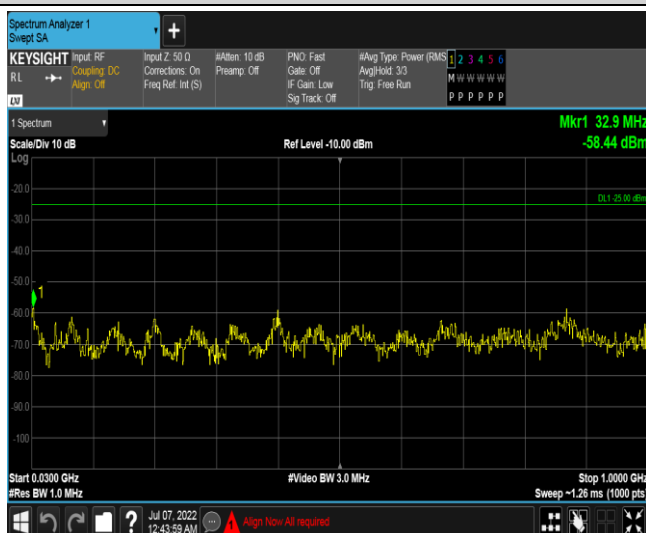 Spectrum Analyzer 1
Swept SA
+
KEYSIGHT
RL
LXI
Input: RF
Coupling: DC
Align: Off
Input Z: 50 Ω
Corrections: On
Freq Ref: Int (S)
#Atten: 10 dB
Preamp: Off
PNO: Fast
Gate: Off
IF Gain: Low
Sig Track: Off
#Avg Type: Power (RMS
Avg|Hold: 3/3
Trig: Free Run
1 2 3 4 5 6
M W W W W W
P P P P P P
1 Spectrum
Mkr1 32.9 MHz
-58.44 dBm
Scale/Div 10 dB
Ref Level -10.00 dBm
Log
DL1 -25.00 dBm
1
-20.0
-30.0
-40.0
-50.0
-60.0
-70.0
-80.0
-90.0
-100
Start 0.0300 GHz
#Video BW 3.0 MHz
Stop 1.0000 GHz
#Res BW 1.0 MHz
Sweep ~1.26 ms (1000 pts)
?
Jul 07, 2022
12:43:59 AM
Align Now All required